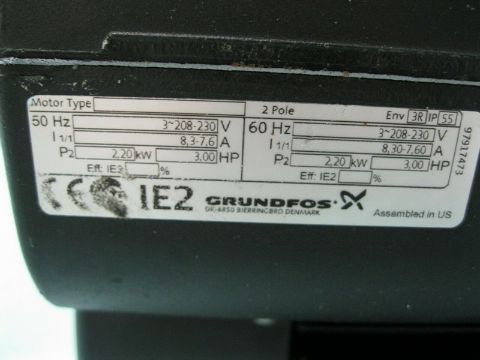 Motor Type 2 Pole Env 3R IP 55
50 Hz 3~208-230 V 60 Hz 3~208-230 V
I 1/1 8,3-7,6 A I 1/1 8,30-7,60 A
P2 2,20 kW 3,00 HP P2 2,20 kW 3,00 HP
Eff: IE2 % Eff: IE2 %
CE IE2 GRUNDFOS X
DK-8850 BJERRINGBRO DENMARK
Assembled in US
97917473